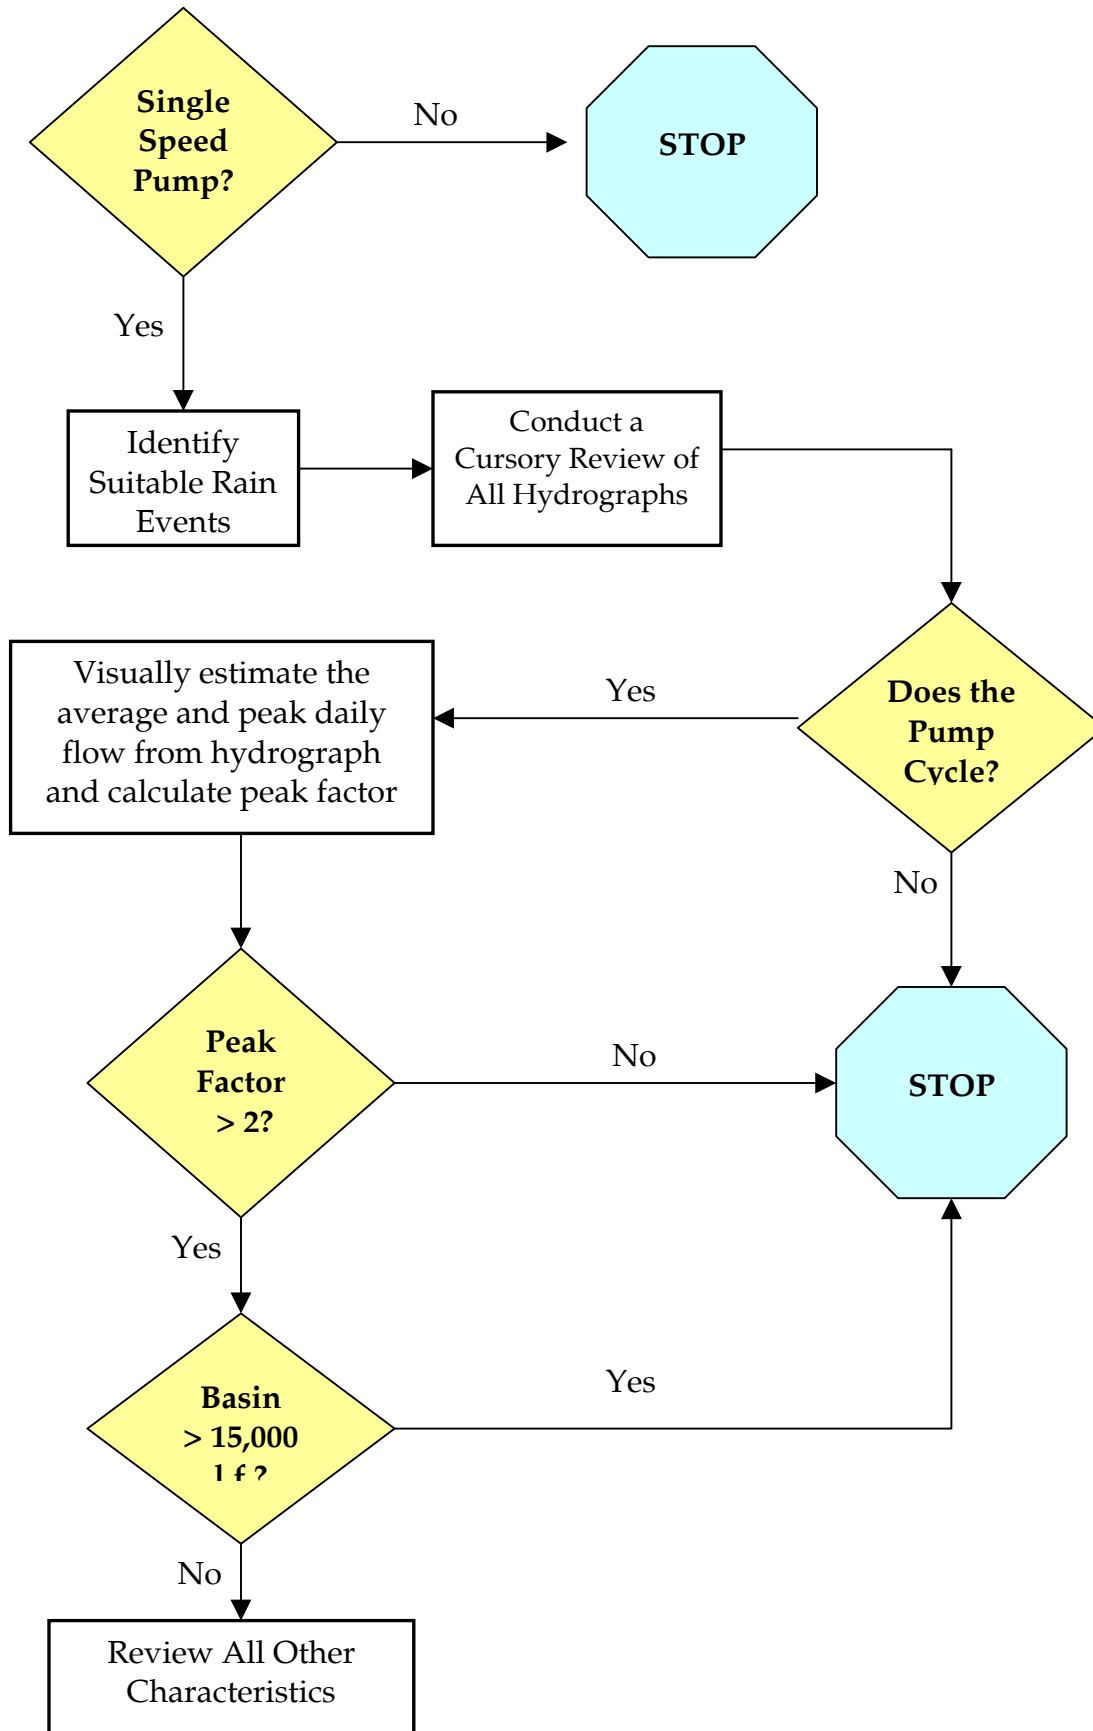 Single
Speed
Pump?
No
STOP
Yes
Identify
Suitable Rain
Events
Conduct a
Cursory Review of
All Hydrographs
Visually estimate the
average and peak daily
flow from hydrograph
and calculate peak factor
Yes
Does the
Pump
Cycle?
No
Peak
Factor
> 2?
No
STOP
Yes
Basin
> 15,000
l.f.?
Yes
No
Review All Other
Characteristics